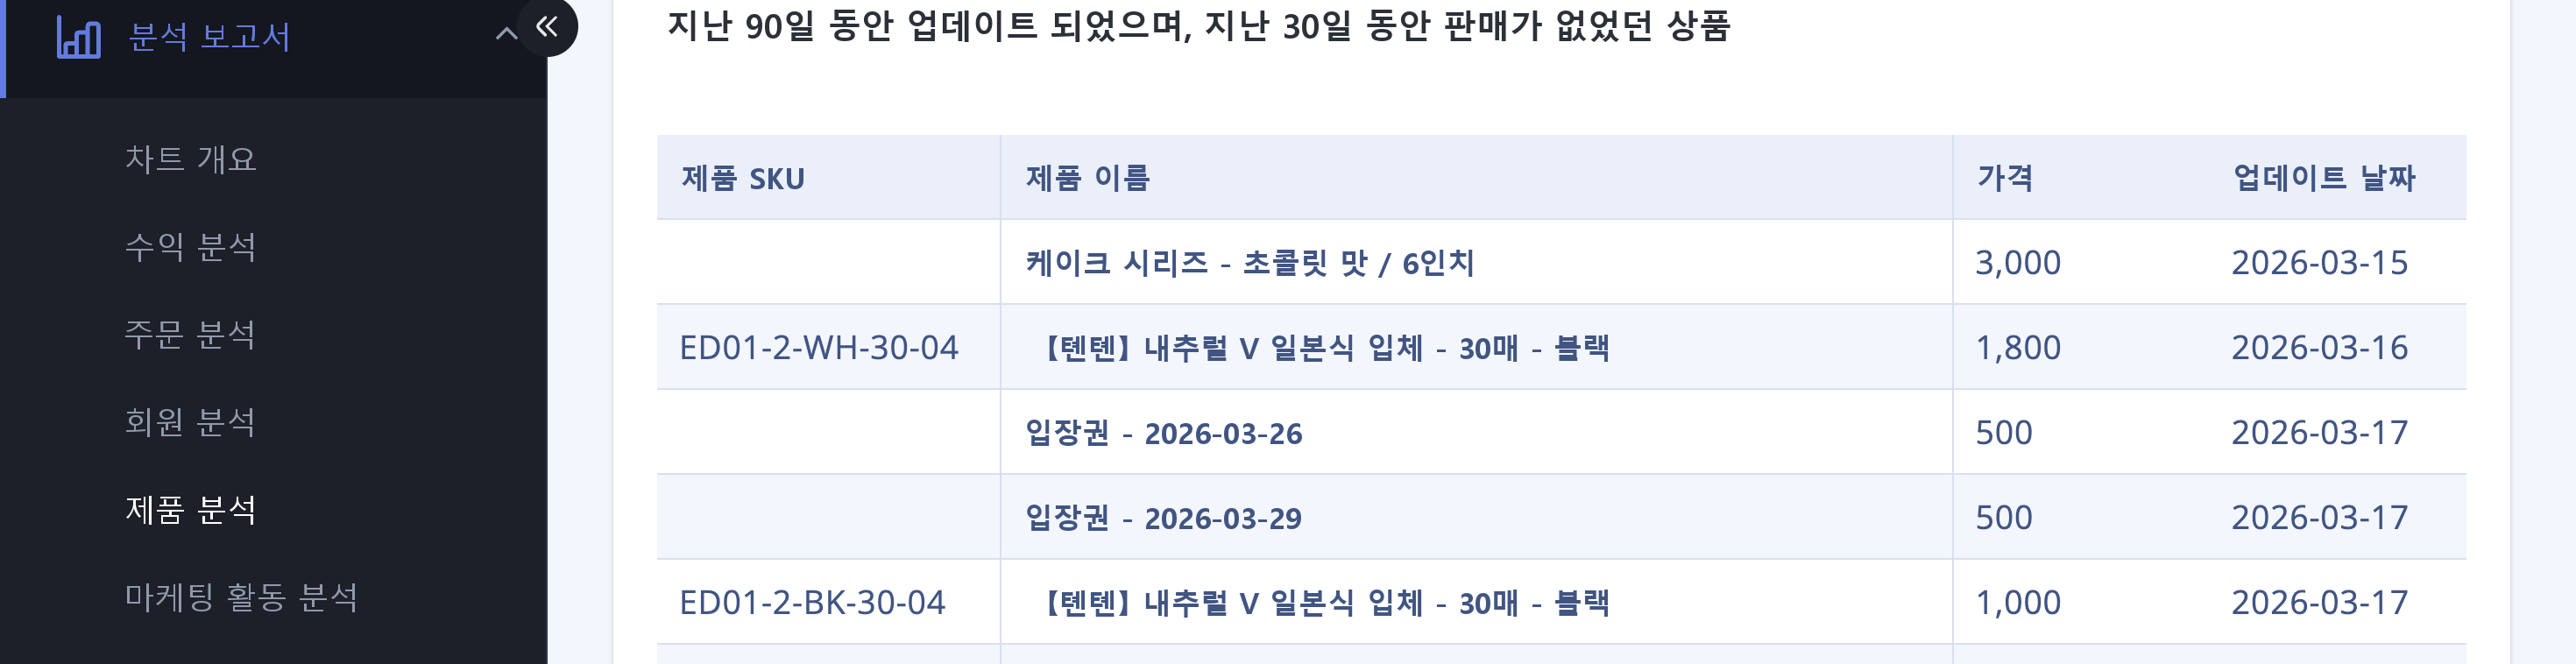 분석 보고서
차트 개요
수익 분석
주문 분석
회원 분석
제품 분석
마케팅 활동 분석
지난 90일 동안 업데이트 되었으며, 지난 30일 동안 판매가 없었던 상품
제품 SKU 제품 이름 가격 업데이트 날짜
케이크 시리즈 - 초콜릿 맛 / 6인치 3,000 2026-03-15
ED01-2-WH-30-04 【텐텐】내추럴 V 일본식 입체 - 30매 - 블랙 1,800 2026-03-16
입장권 - 2026-03-26 500 2026-03-17
입장권 - 2026-03-29 500 2026-03-17
ED01-2-BK-30-04 【텐텐】내추럴 V 일본식 입체 - 30매 - 블랙 1,000 2026-03-17